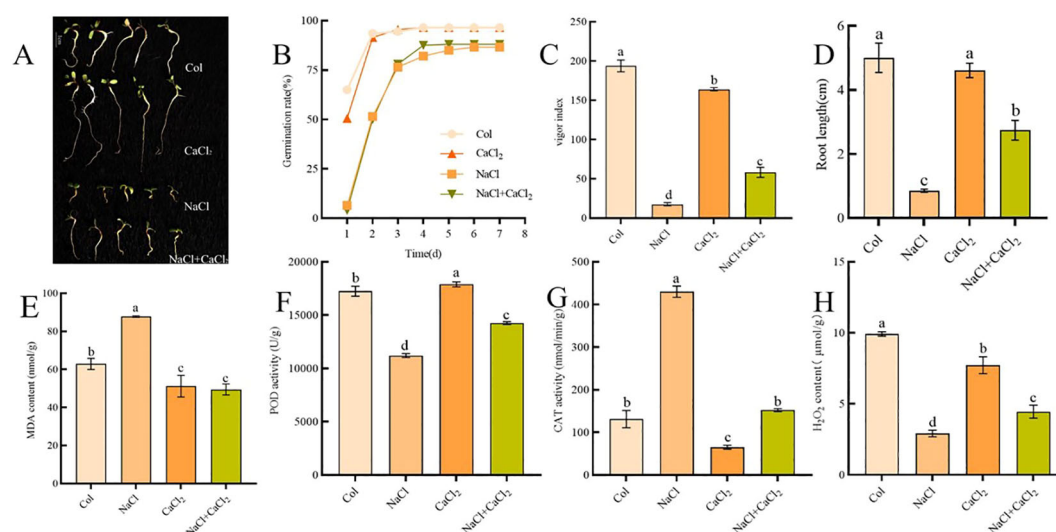 A
Col
CaCl₂
NaCl
NaCl+CaCl₂
B
Germination rate(%)
100
75
50
25
0
Col
CaCl₂
NaCl
NaCl+CaCl₂
1 2 3 4 5 6 7 8
Time(d)
C
vigor index
250
200
150
100
50
0
a
d
b
c
Col
NaCl
CaCl₂
NaCl+CaCl₂
D
Root length(cm)
6
4
2
0
a
c
a
b
Col
NaCl
CaCl₂
NaCl+CaCl₂
E
MDA content (nmol/g)
100
80
60
40
20
0
b
a
c
c
Col
NaCl
CaCl₂
NaCl+CaCl₂
F
POD activity (U/g)
20000
15000
10000
5000
0
b
d
a
c
Col
NaCl
CaCl₂
NaCl+CaCl₂
G
CAT activity (nmol/min/g)
500
400
300
200
100
0
b
a
c
b
Col
NaCl
CaCl₂
NaCl+CaCl₂
H
H₂O₂ content( μmol/g)
15
10
5
0
a
d
b
c
Col
NaCl
CaCl₂
NaCl+CaCl₂